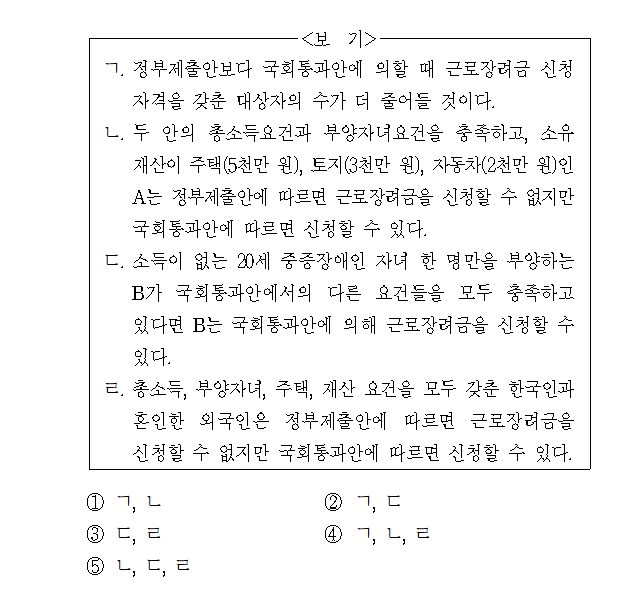 <보 기>
ㄱ. 정부제출안보다 국회통과안에 의할 때 근로장려금 신청
자격을 갖춘 대상자의 수가 더 줄어들 것이다.
ㄴ. 두 안의 총소득요건과 부양자녀요건을 충족하고, 소유
재산이 주택(5천만 원), 토지(3천만 원), 자동차(2천만 원)인
A는 정부제출안에 따르면 근로장려금을 신청할 수 없지만
국회통과안에 따르면 신청할 수 있다.
ㄷ. 소득이 없는 20세 중증장애인 자녀 한 명만을 부양하는
B가 국회통과안에서의 다른 요건들을 모두 충족하고
있다면 B는 국회통과안에 의해 근로장려금을 신청할 수
있다.
ㄹ. 총소득, 부양자녀, 주택, 재산 요건을 모두 갖춘 한국인과
혼인한 외국인은 정부제출안에 따르면 근로장려금을
신청할 수 없지만 국회통과안에 따르면 신청할 수 있다.
① ㄱ, ㄴ ② ㄱ, ㄷ
③ ㄷ, ㄹ ④ ㄱ, ㄴ, ㄹ
⑤ ㄴ, ㄷ, ㄹ